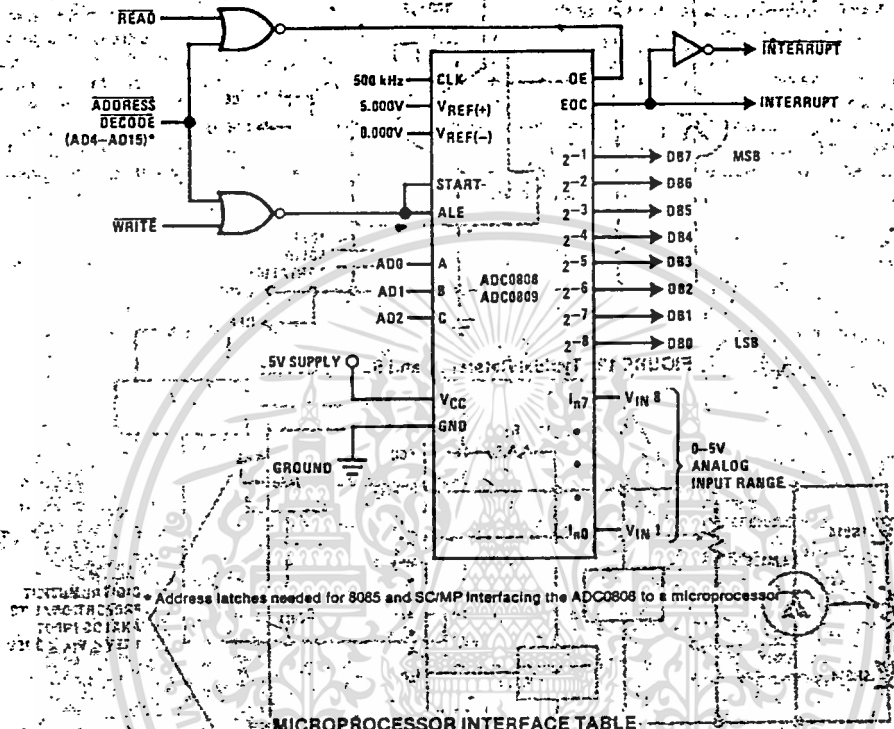 READ
OE
INTERRUPT
500 kHz
CLK
5.000V
VREF(+)
EOC
INTERRUPT
ADDRESS
DECODE
(AD4-AD15)*
0.000V
VREF(-)
2-1
DB7
MSB
START
2-2
DB6
2-3
DB5
WRITE
ALE
2-4
DB4
AD0
A
2-5
DB3
ADC0808
ADC0809
AD1
B
2-6
DB2
AD2
C
2-7
DB1
2-8
DB0
LSB
5V SUPPLY
VCC
In7
VIN 8
GND
GROUND
0-5V
ANALOG
INPUT RANGE
In0
VIN 1
* Address latches needed for 8085 and SC/MP Interfacing the ADC0808 to a microprocessor
MICROPROCESSOR INTERFACE TABLE